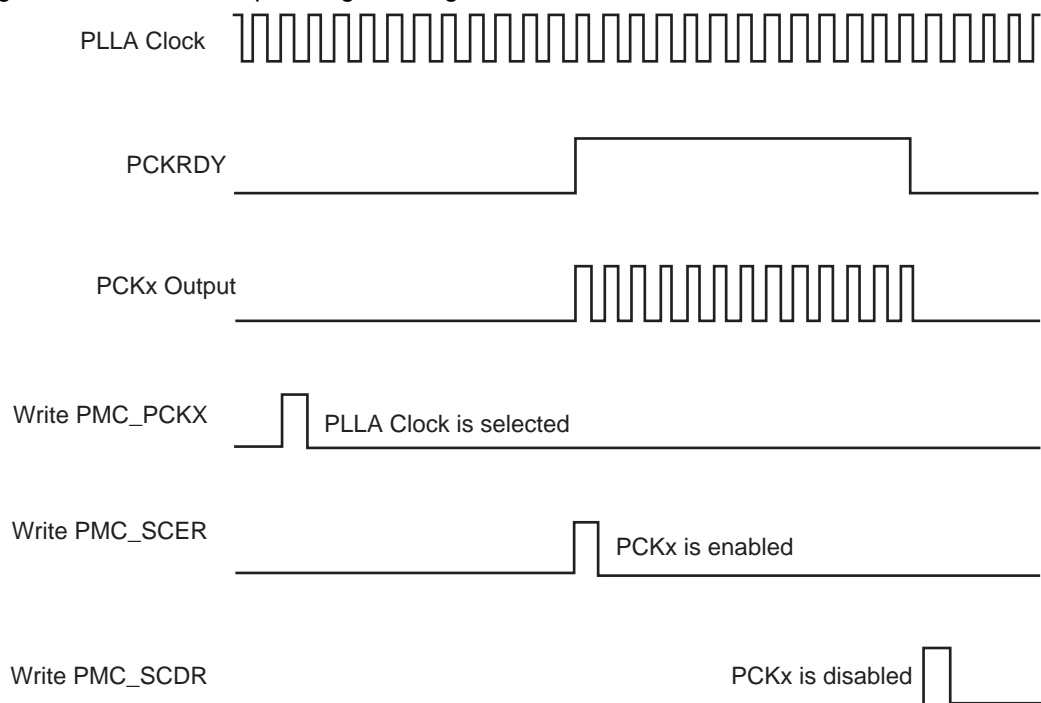 PLLA Clock
PCKRDY
PCKx Output
Write PMC_PCKX
PLLA Clock is selected
Write PMC_SCER
PCKx is enabled
Write PMC_SCDR
PCKx is disabled